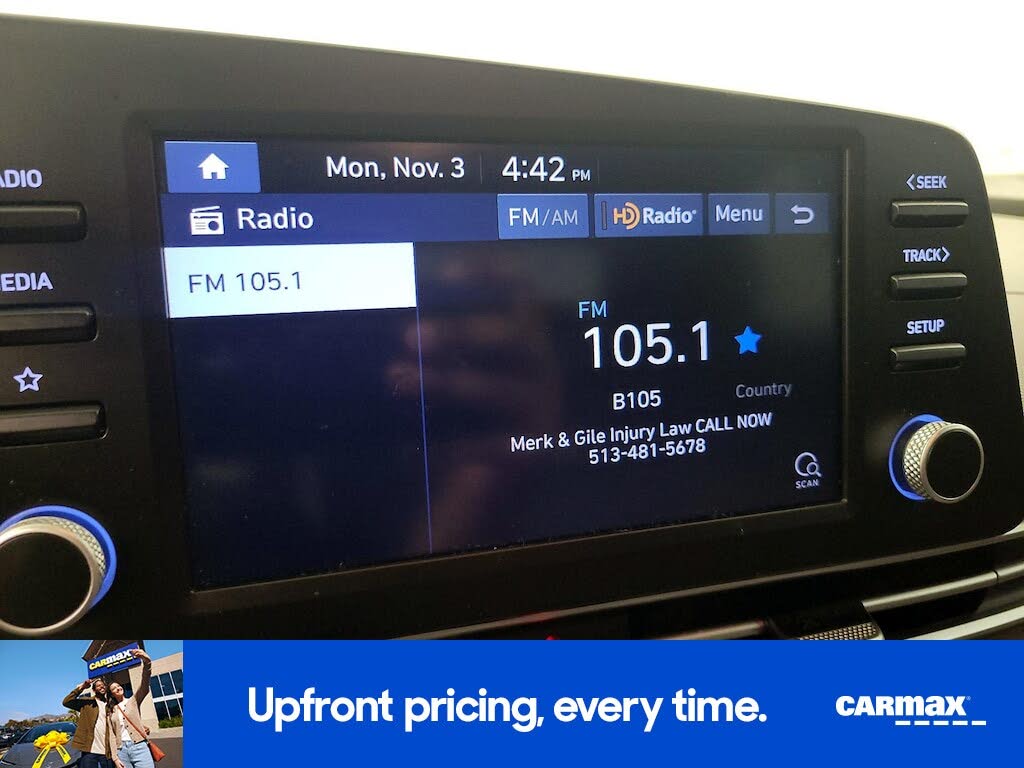 Mon, Nov. 3 4:42 PM
Radio FM/AM HD Radio Menu
FM 105.1
FM
105.1
B105 Country
Merk & Gile Injury Law CALL NOW
513-481-5678
SCAN
ADIO
EDIA
<SEEK
TRACK>
SETUP
CARMAX
Upfront pricing, every time.
CARMAX